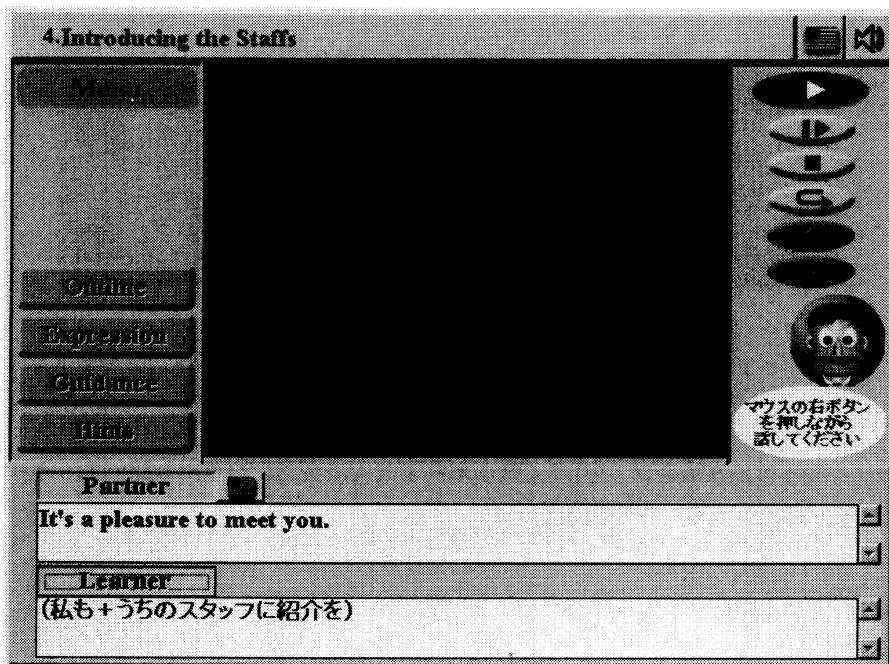 4.Introducing the Staffs
Menu
Outline
Expression
Guidance
Hints
マウスの右ボタン
を押しながら
話してください
Partner
It's a pleasure to meet you.
Learner
(私も+うちのスタッフに紹介を)